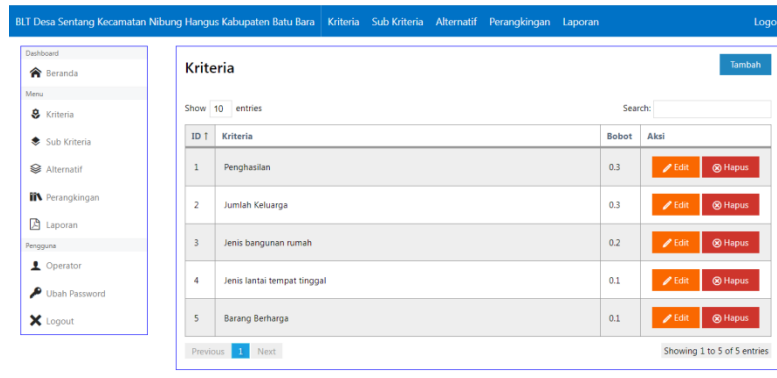 BLT Desa Sentang Kecamatan Nibung Hangus Kabupaten Batu Bara Kriteria Sub Kriteria Alternatif Perangkingan Laporan Logo
Dashboard
Beranda
Menu
Kriteria
Sub Kriteria
Alternatif
Perangkingan
Laporan
Pengguna
Operator
Ubah Password
Logout
Kriteria Tambah
Show 10 entries Search:
ID ↑ Kriteria Bobot Aksi
1 Penghasilan 0.3 Edit Hapus
2 Jumlah Keluarga 0.3 Edit Hapus
3 Jenis bangunan rumah 0.2 Edit Hapus
4 Jenis lantai tempat tinggal 0.1 Edit Hapus
5 Barang Berharga 0.1 Edit Hapus
Previous 1 Next Showing 1 to 5 of 5 entries